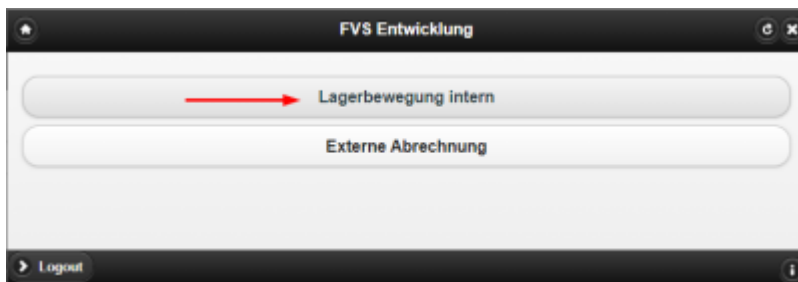 FVS Entwicklung
Lagerbewegung intern
Externe Abrechnung
Logout